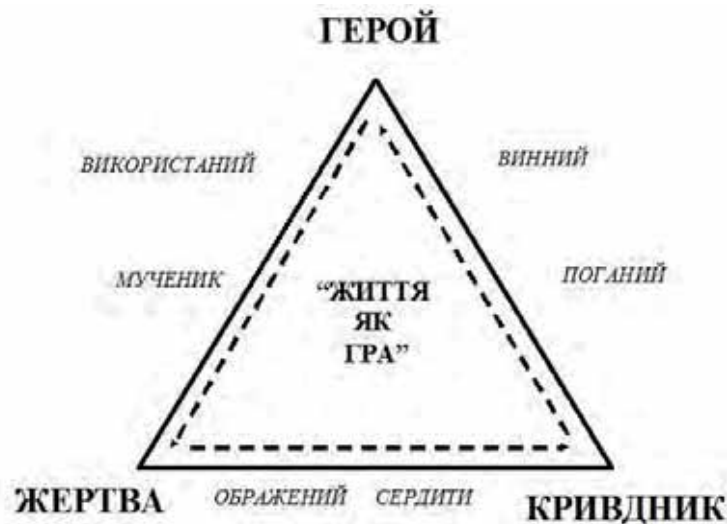 ГЕРОЙ
ВИКОРИСТАНИЙ
ВИННИЙ
МУЧЕНИК
ПОГАНИЙ
“ЖИТТЯ
ЯК
ГРА”
ЖЕРТВА
ОБРАЖЕНИЙ СЕРДИТИ
КРИВДНИК